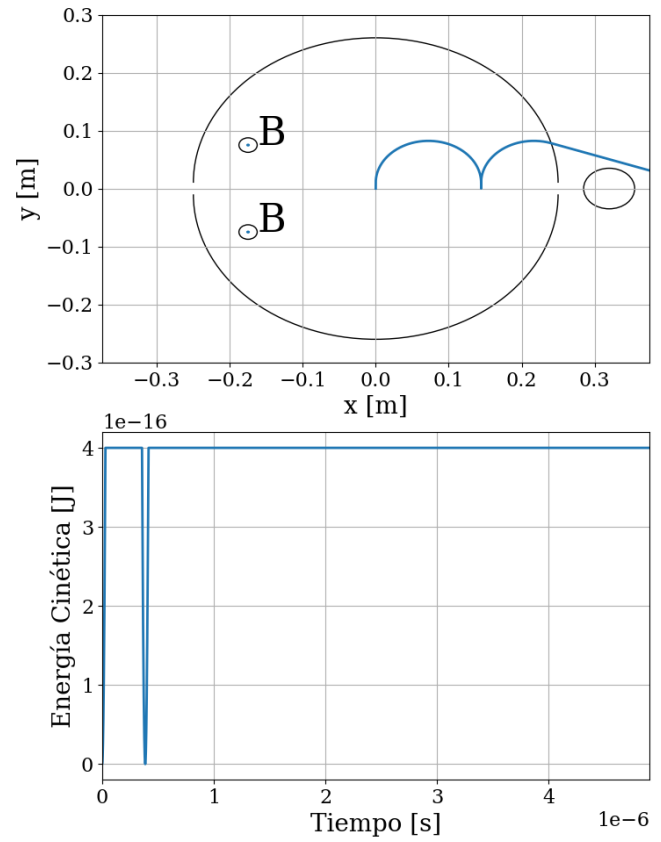 0.3
0.2
0.1
0.0
−0.1
−0.2
−0.3
y [m]
B
B
−0.3 −0.2 −0.1 0.0 0.1 0.2 0.3
x [m]
1e−16
4
3
2
1
0
Energía Cinética [J]
0 2 3 4
Tiempo [s]
1e−6